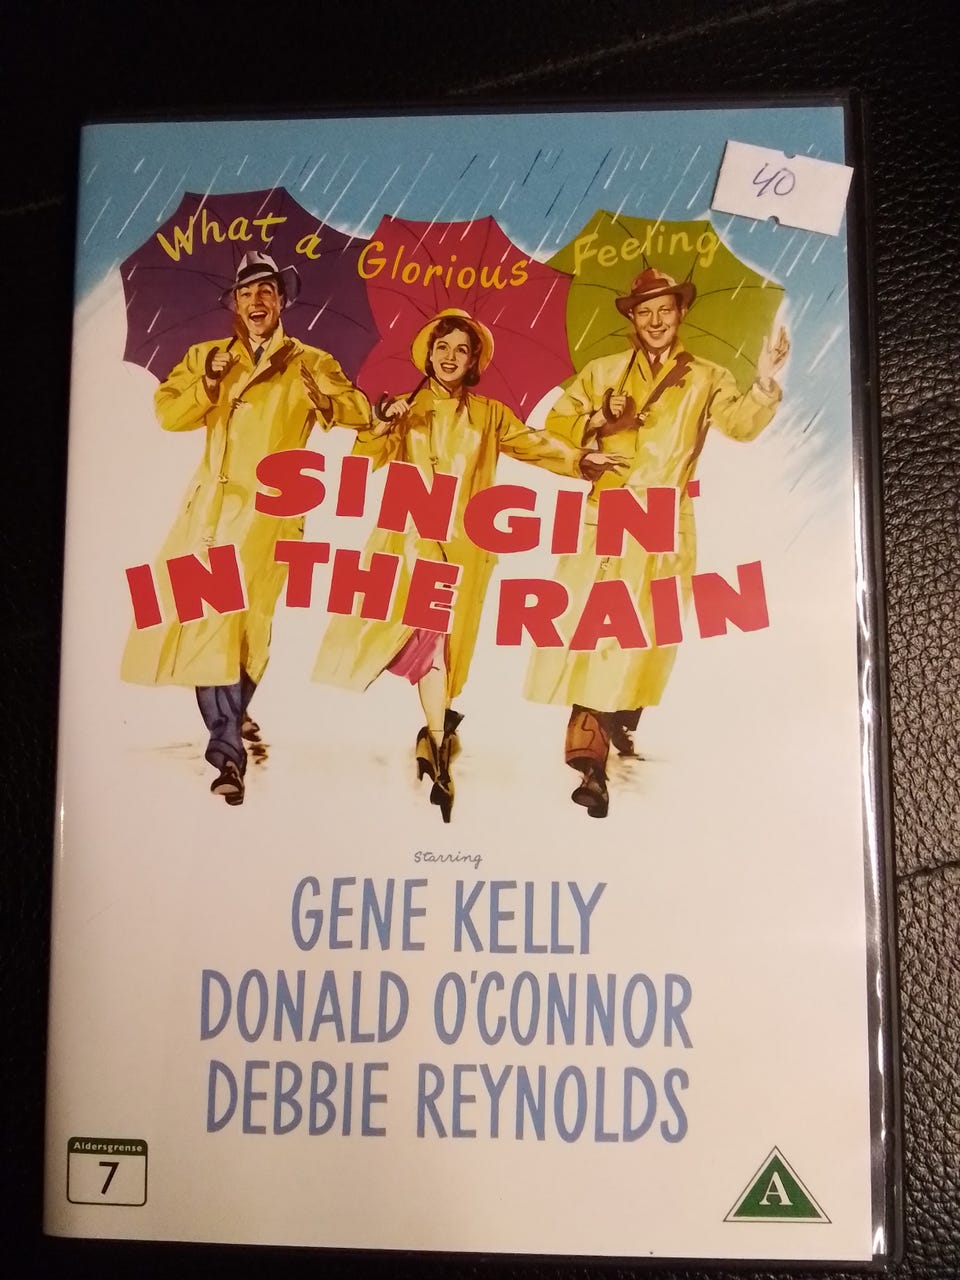 40
What a Glorious Feeling
SINGIN'
IN THE RAIN
Starring
GENE KELLY
DONALD O'CONNOR
DEBBIE REYNOLDS
Aldersgrense
7
A